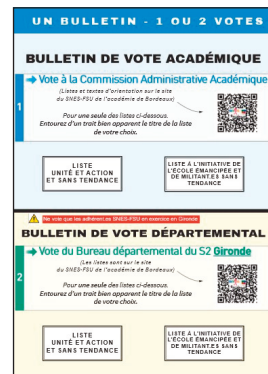 UN BULLETIN - 1 OU 2 VOTES
BULLETIN DE VOTE ACADÉMIQUE
1
➔ Vote à la Commission Administrative Académique
(Listes et textes d'orientation sur le site
du SNES-FSU de l'académie de Bordeaux)
Pour une seule des listes ci-dessous.
Entourez d'un trait bien apparent le titre de la liste
de votre choix.
LISTE
UNITÉ ET ACTION
ET SANS TENDANCE
LISTE À L'INITIATIVE DE
L'ÉCOLE ÉMANCIPÉE ET
DE MILITANT.E.S SANS
TENDANCE
Ne vote que les adhérent.es SNES-FSU en exercice en Gironde
BULLETIN DE VOTE DÉPARTEMENTAL
2
➔ Vote du Bureau départemental du S2 Gironde
(Les listes sont sur le site
du SNES-FSU de l'académie de Bordeaux)
Pour une seule des listes ci-dessous.
Entourez d'un trait bien apparent le titre de la liste
de votre choix.
LISTE
UNITÉ ET ACTION
ET SANS TENDANCE
LISTE À L'INITIATIVE DE
L'ÉCOLE ÉMANCIPÉE ET
DE MILITANT.E.S SANS
TENDANCE